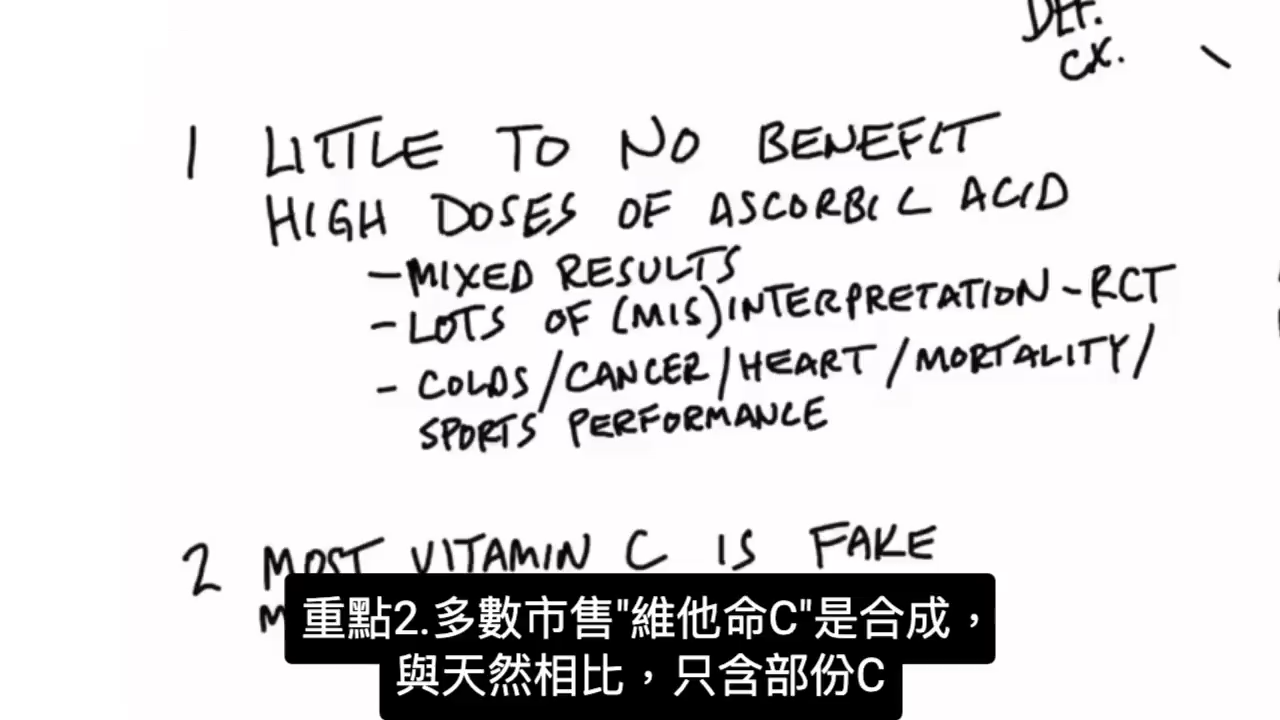 DEF.
CX.
1 LITTLE TO NO BENEFIT
HIGH DOSES OF ASCORBIC ACID
- MIXED RESULTS
- LOTS OF (MIS)INTERPRETATION - RCT
- COLDS/CANCER/HEART/MORTALITY/
SPORTS PERFORMANCE
2 MOST VITAMIN C IS FAKE
重點2.多數市售"維他命C"是合成，
與天然相比，只含部份C